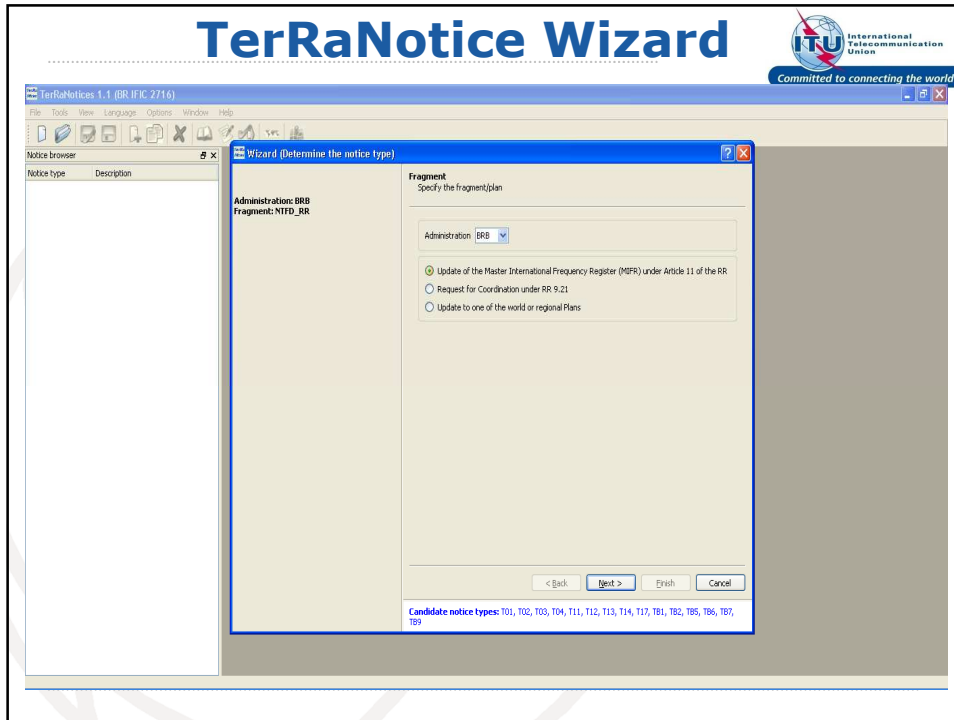 TerRaNotice Wizard
International
Telecommunication
Union
ITU
Committed to connecting the world
TerRaNotices 1.1 (BR IFIC 2716)
File Tools View Language Options Window Help
Notice browser
Notice type Description
Wizard (Determine the notice type)
Administration: BRB
Fragment: NTFD_RR
Fragment
Specify the fragment/plan
Administration BRB
Update of the Master International Frequency Register (MIFR) under Article 11 of the RR
Request for Coordination under RR 9.21
Update to one of the world or regional Plans
< Back Next > Finish Cancel
Candidate notice types: T01, T02, T03, T04, T11, T12, T13, T14, T17, TB1, TB2, TB5, TB6, TB7,
TB9